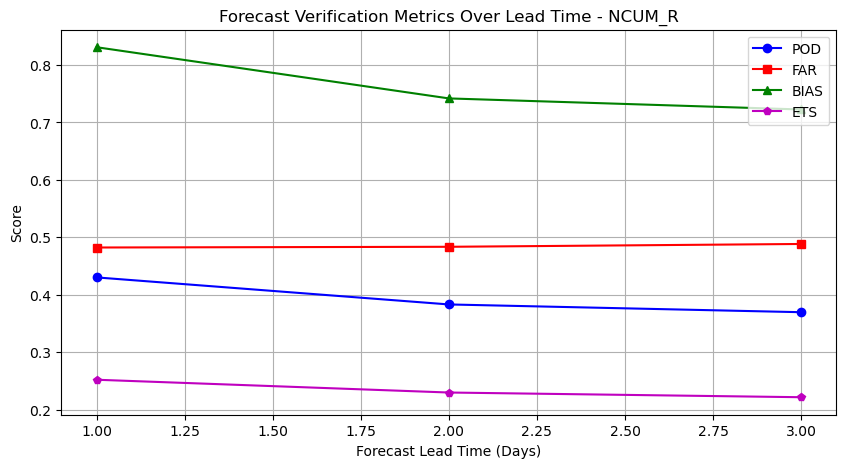 Forecast Verification Metrics Over Lead Time - NCUM_R
POD
FAR
BIAS
ETS
Score
0.8
0.7
0.6
0.5
0.4
0.3
0.2
1.00
1.25
1.50
1.75
2.00
2.25
2.50
2.75
3.00
Forecast Lead Time (Days)